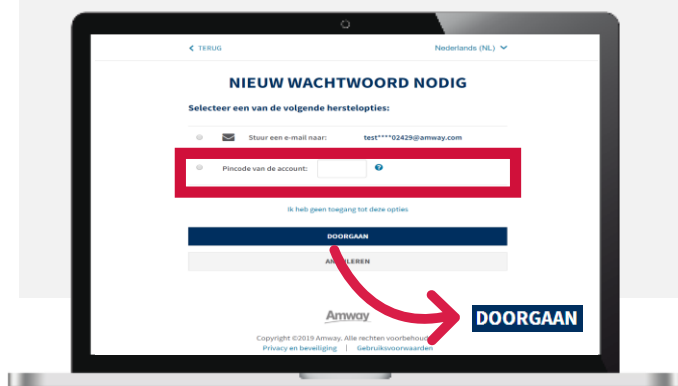 TERUG Nederlands (NL)
NIEUW WACHTWOORD NODIG
Selecteer een van de volgende herstelopties:
Stuur een e-mail naar: test****02429@amway.com
Pincode van de account: ?
Ik heb geen toegang tot deze opties
DOORGAAN
DOORGAAN
Amway
Copyright ©2019 Amway. Alle rechten
Privacy en beveiliging | Gebruiksvoorwaarden